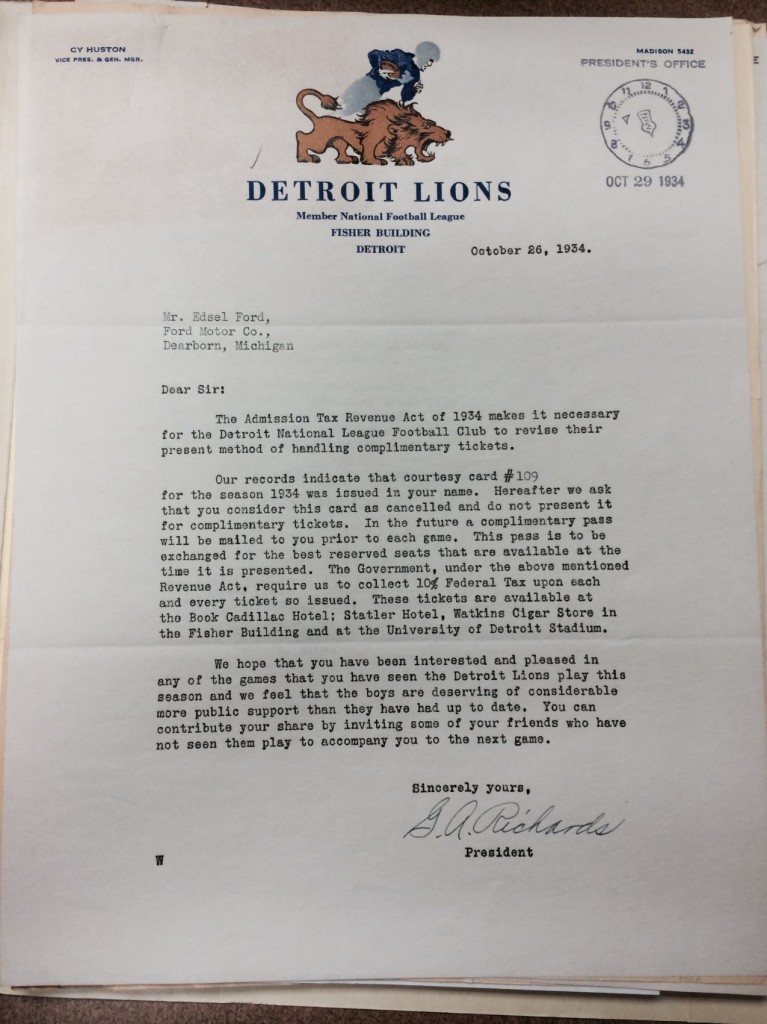 CY HUSTON
VICE PRES. & GEN. MGR.
MADISON 5432
PRESIDENT'S OFFICE
OCT 29 1934
DETROIT LIONS
Member National Football League
FISHER BUILDING
DETROIT
October 26, 1934.
Mr. Edsel Ford,
Ford Motor Co.,
Dearborn, Michigan
Dear Sir:
The Admission Tax Revenue Act of 1934 makes it necessary
for the Detroit National League Football Club to revise their
present method of handling complimentary tickets.
Our records indicate that courtesy card #109
for the season 1934 was issued in your name. Hereafter we ask
that you consider this card as cancelled and do not present it
for complimentary tickets. In the future a complimentary pass
will be mailed to you prior to each game. This pass is to be
exchanged for the best reserved seats that are available at the
time it is presented. The Government, under the above mentioned
Revenue Act, require us to collect 10% Federal Tax upon each
and every ticket so issued. These tickets are available at
the Book Cadillac Hotel; Statler Hotel, Watkins Cigar Store in
the Fisher Building and at the University of Detroit Stadium.
We hope that you have been interested and pleased in
any of the games that you have seen the Detroit Lions play this
season and we feel that the boys are deserving of considerable
more public support than they have had up to date. You can
contribute your share by inviting some of your friends who have
not seen them play to accompany you to the next game.
Sincerely yours,
G.A. Richards
President
W